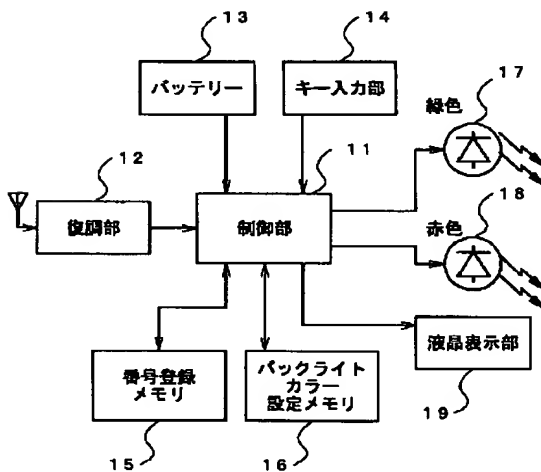 13
14
17
バッテリー
キー入力部
緑色
12
11
18
復調部
制御部
赤色
番号登録
メモリ
バックライト
カラー
設定メモリ
液晶表示部
15
16
19